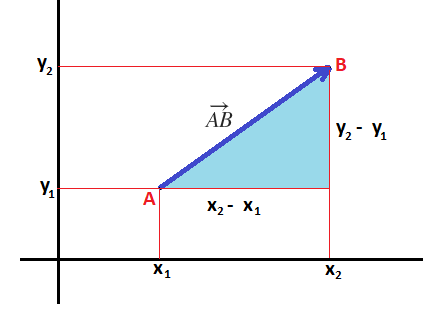 y₂
B
AB
y₂ - y₁
y₁
A
x₂ - x₁
x₁
x₂